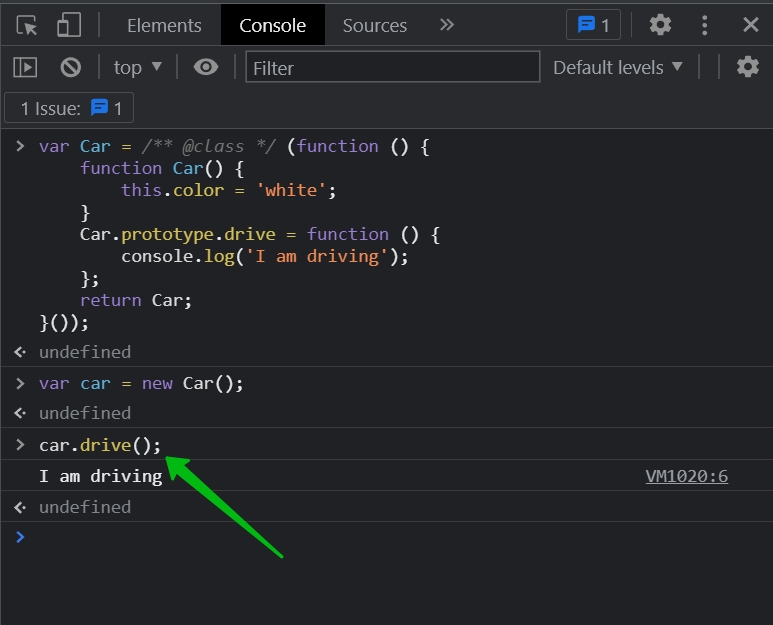 Elements Console Sources » 1
top ▼ Filter Default levels ▼
1 Issue: 1
> var Car = /** @class */ (function () {
    function Car() {
        this.color = 'white';
    }
    Car.prototype.drive = function () {
        console.log('I am driving');
    };
    return Car;
}());
undefined
> var car = new Car();
undefined
> car.drive();
I am driving VM1020:6
undefined
>